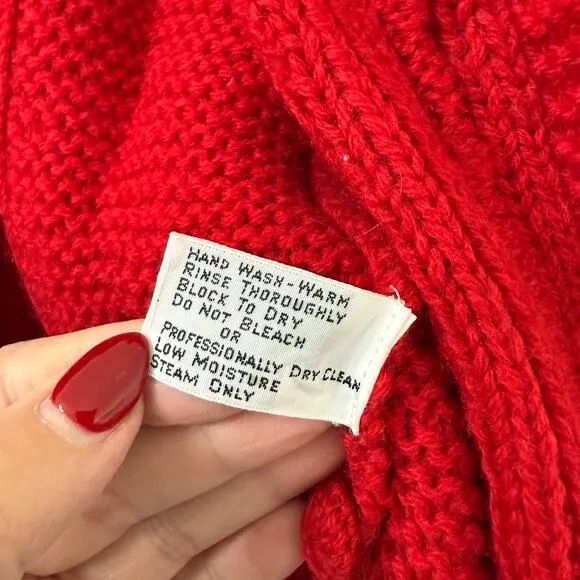 HAND WASH-WARM
RINSE THOROUGHLY
BLOCK TO DRY
DO NOT BLEACH
OR
PROFESSIONALLY DRY CLEAN
LOW MOISTURE
STEAM ONLY